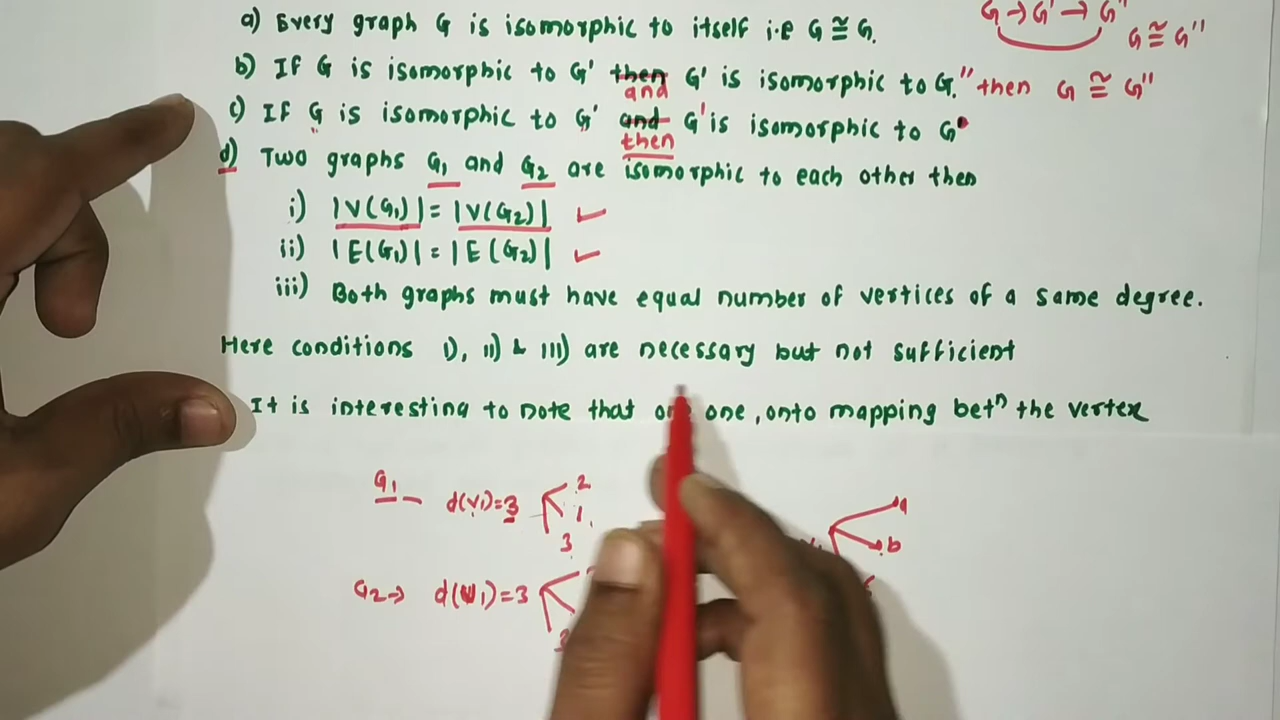 G → G' → G"
G ≅ G"
a) Every graph G is isomorphic to itself i.e G ≅ G.
b) If G is isomorphic to G' then and G' is isomorphic to G." then G ≅ G"
c) If G is isomorphic to G' and then G' is isomorphic to G
d) Two graphs G1 and G2 are isomorphic to each other then
i) |V(G1)| = |V(G2)| ✓
ii) |E(G1)| = |E(G2)| ✓
iii) Both graphs must have equal number of vertices of a same degree.
Here conditions i), ii) & iii) are necessary but not sufficient
It is interesting to note that one, onto mapping betⁿ the vertex
G1 - d(v1)=3
2
1
3
a
b
G2 → d(u1)=3